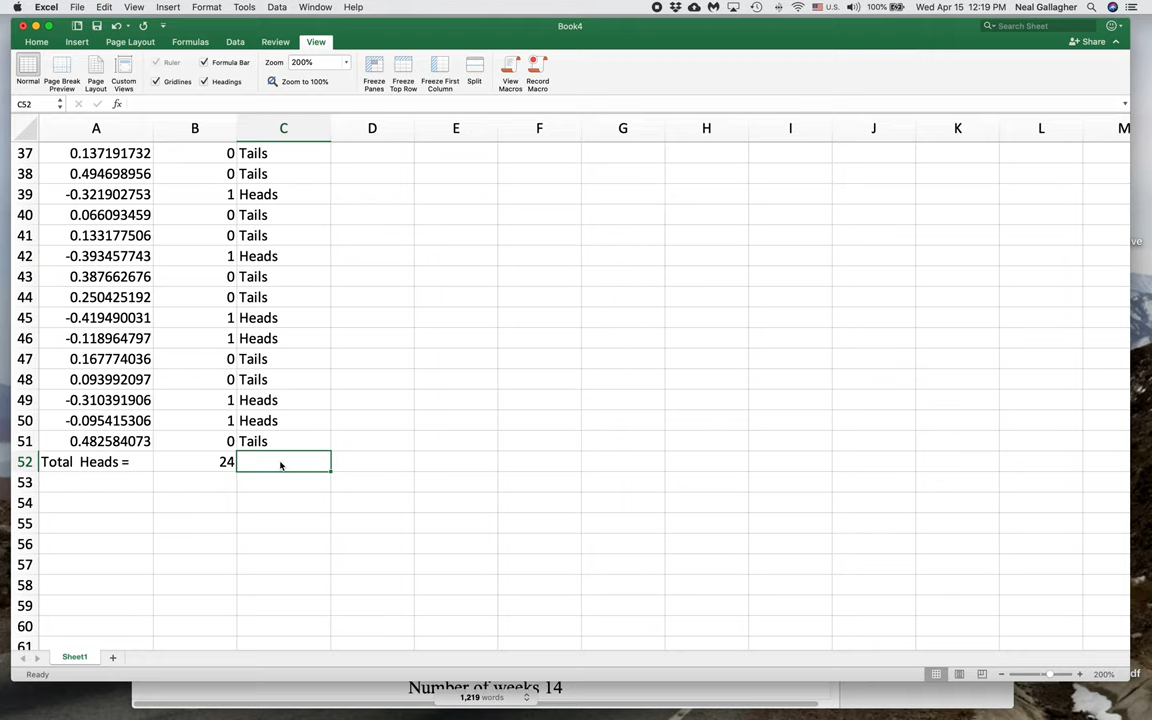 Excel File Edit View Insert Format Tools Data Window Help U.S. 100% Wed Apr 15 12:19 PM Neal Gallagher
Book4 Search Sheet
Home Insert Page Layout Formulas Data Review View Share
Normal Page Break Preview Page Layout Custom Views Ruler Formula Bar Gridlines Headings Zoom 200% Zoom to 100% Freeze Panes Freeze Top Row Freeze First Column Split View Macros Record Macro
C52 fx
A B C D E F G H I J K L M
37 0.137191732 0 Tails
38 0.494698956 0 Tails
39 -0.321902753 1 Heads
40 0.066093459 0 Tails
41 0.133177506 0 Tails
42 -0.393457743 1 Heads
43 0.387662676 0 Tails
44 0.250425192 0 Tails
45 -0.419490031 1 Heads
46 -0.118964797 1 Heads
47 0.167774036 0 Tails
48 0.093992097 0 Tails
49 -0.310391906 1 Heads
50 -0.095415306 1 Heads
51 0.482584073 0 Tails
52 Total Heads = 24
53
54
55
56
57
58
59
60
61
Sheet1 +
Ready 200%
Number of weeks 14
1,219 words
ve
df